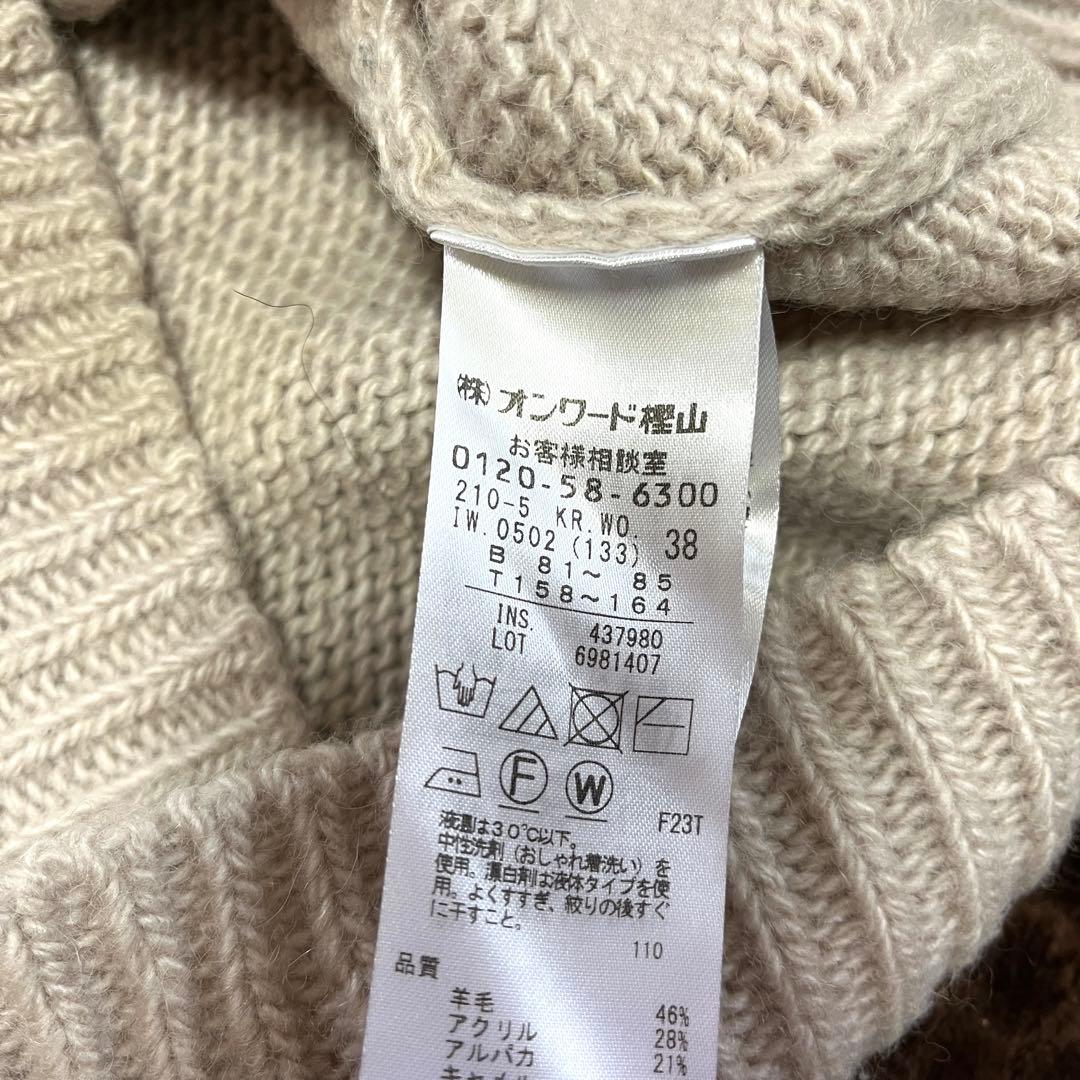 (株)オンワード樫山
お客様相談室
0120-58-6300
210-5 KR.WO.
IW.0502 (133) 38
B 81~ 85
T158~164
INS. 437980
LOT 6981407
F
W
F23T
液温は30℃以下。
中性洗剤(おしゃれ着洗い)を
使用。漂白剤は液体タイプを使
用。よくすすぎ、絞りの後すぐ
に干すこと。
110
品質
羊毛 46%
アクリル 28%
アルパカ 21%
キャメル